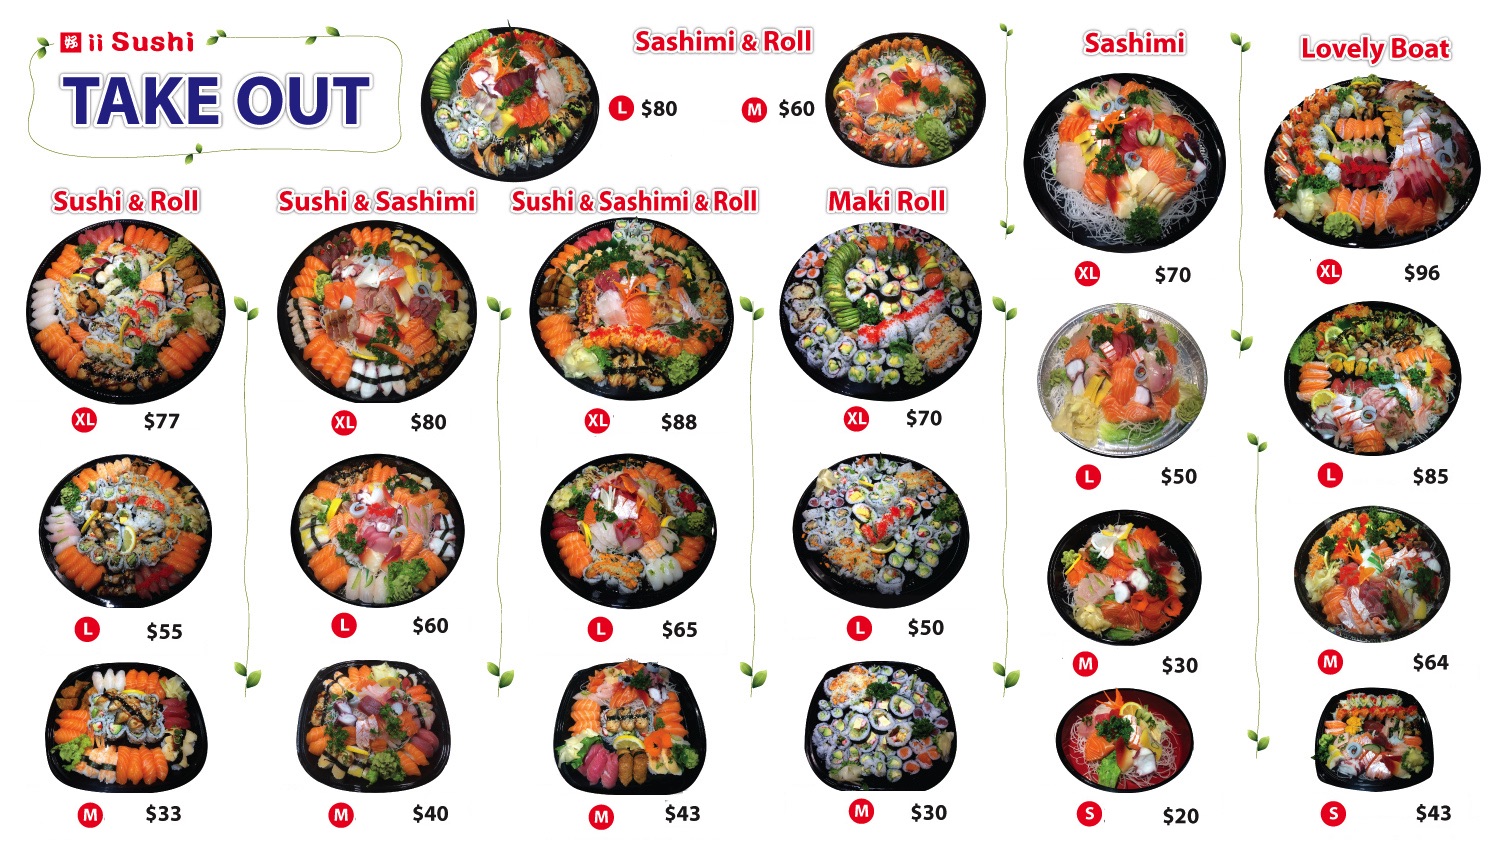 ii Sushi
TAKE OUT
Sashimi & Roll
L $80
M $60
Sushi & Roll
XL $77
L $55
M $33
Sushi & Sashimi
XL $80
L $60
M $40
Sushi & Sashimi & Roll
XL $88
L $65
M $43
Maki Roll
XL $70
L $50
M $30
Sashimi
XL $70
L $50
M $30
S $20
Lovely Boat
XL $96
L $85
M $64
S $43